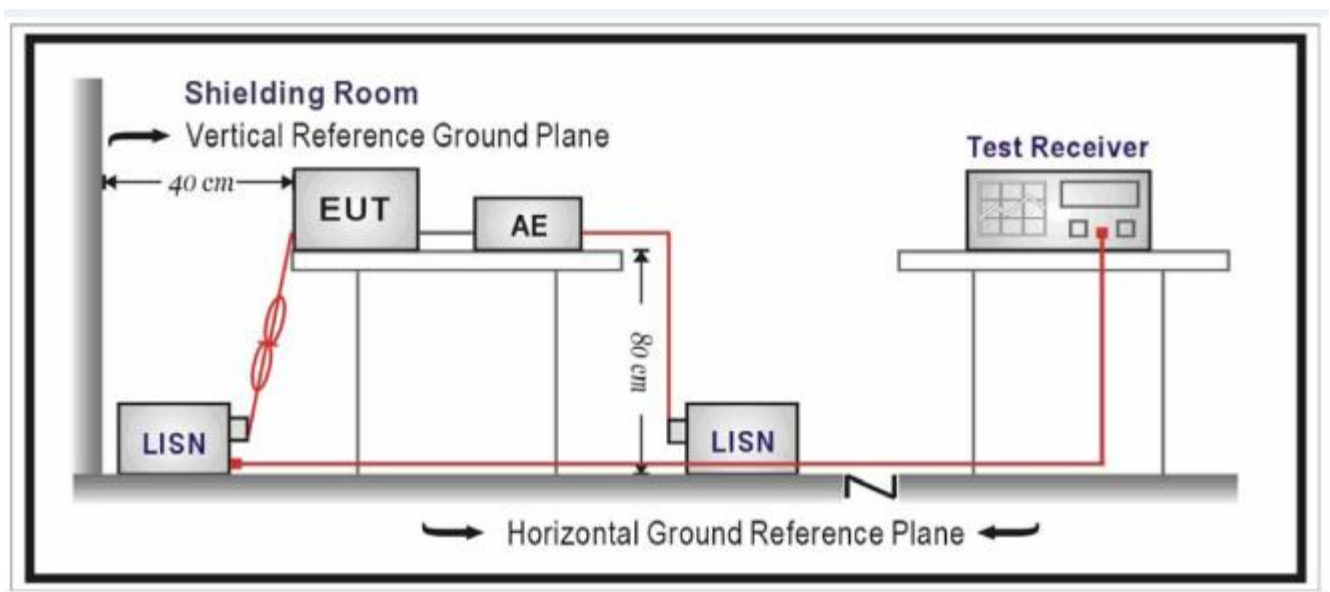 Shielding Room
Vertical Reference Ground Plane
40 cm
EUT
AE
Test Receiver
80 cm
LISN
LISN
Horizontal Ground Reference Plane